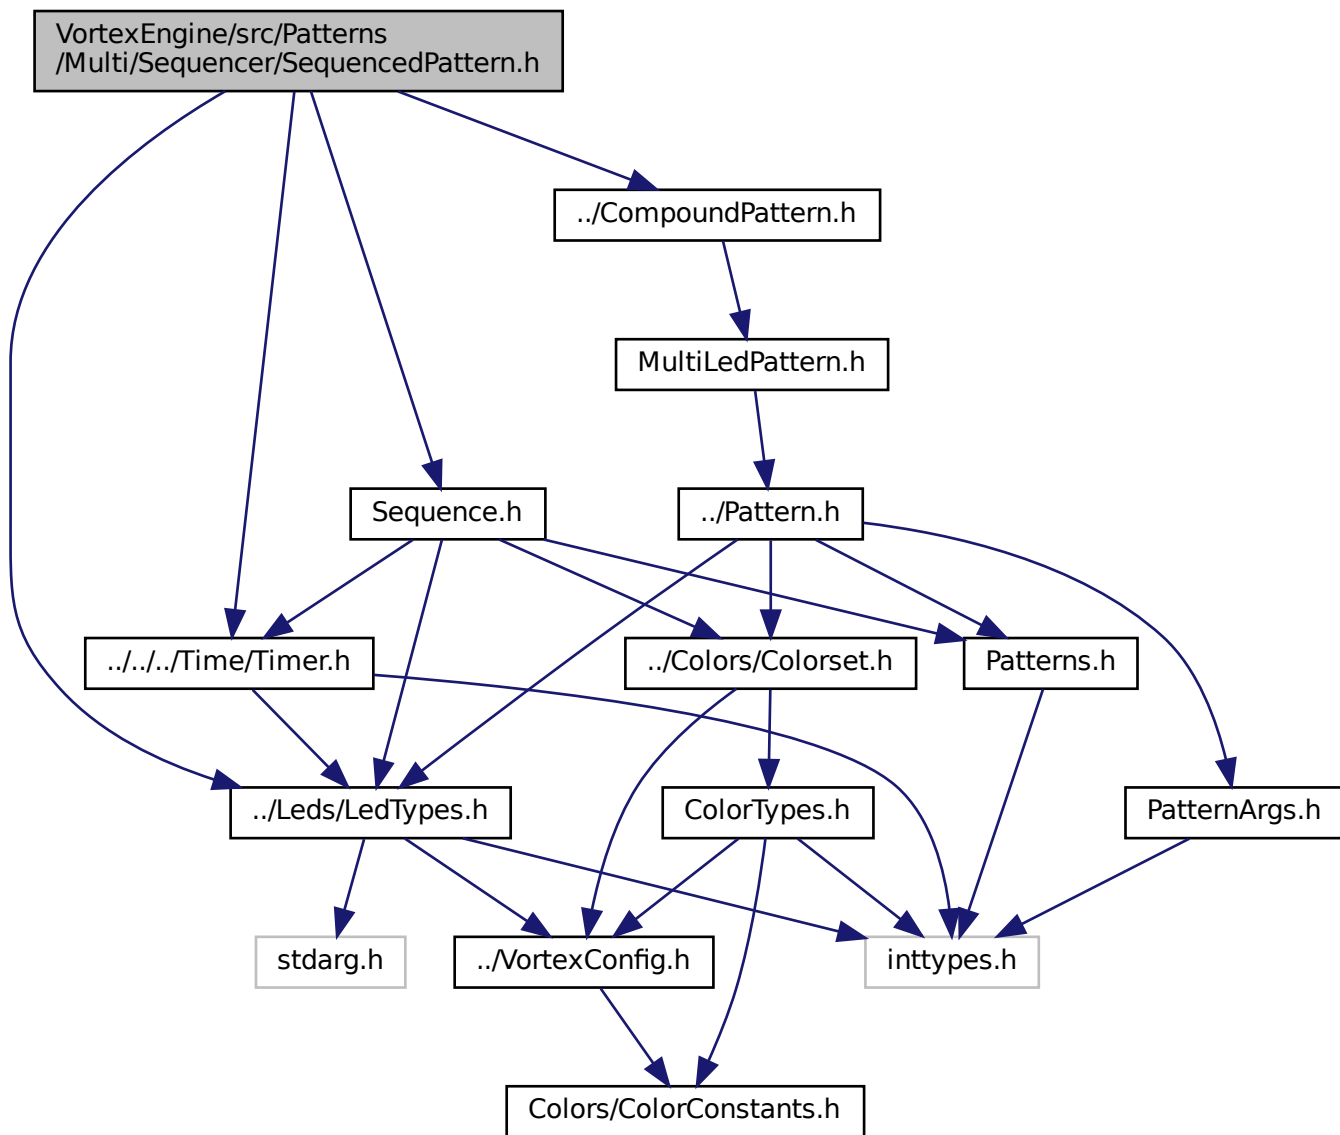 VortexEngine/src/Patterns
/Multi/Sequencer/SequencedPattern.h
../CompoundPattern.h
MultiLedPattern.h
Sequence.h
../Pattern.h
../../../Time/Timer.h
../Colors/Colorset.h
Patterns.h
../Leds/LedTypes.h
ColorTypes.h
PatternArgs.h
stdarg.h
../VortexConfig.h
inttypes.h
Colors/ColorConstants.h